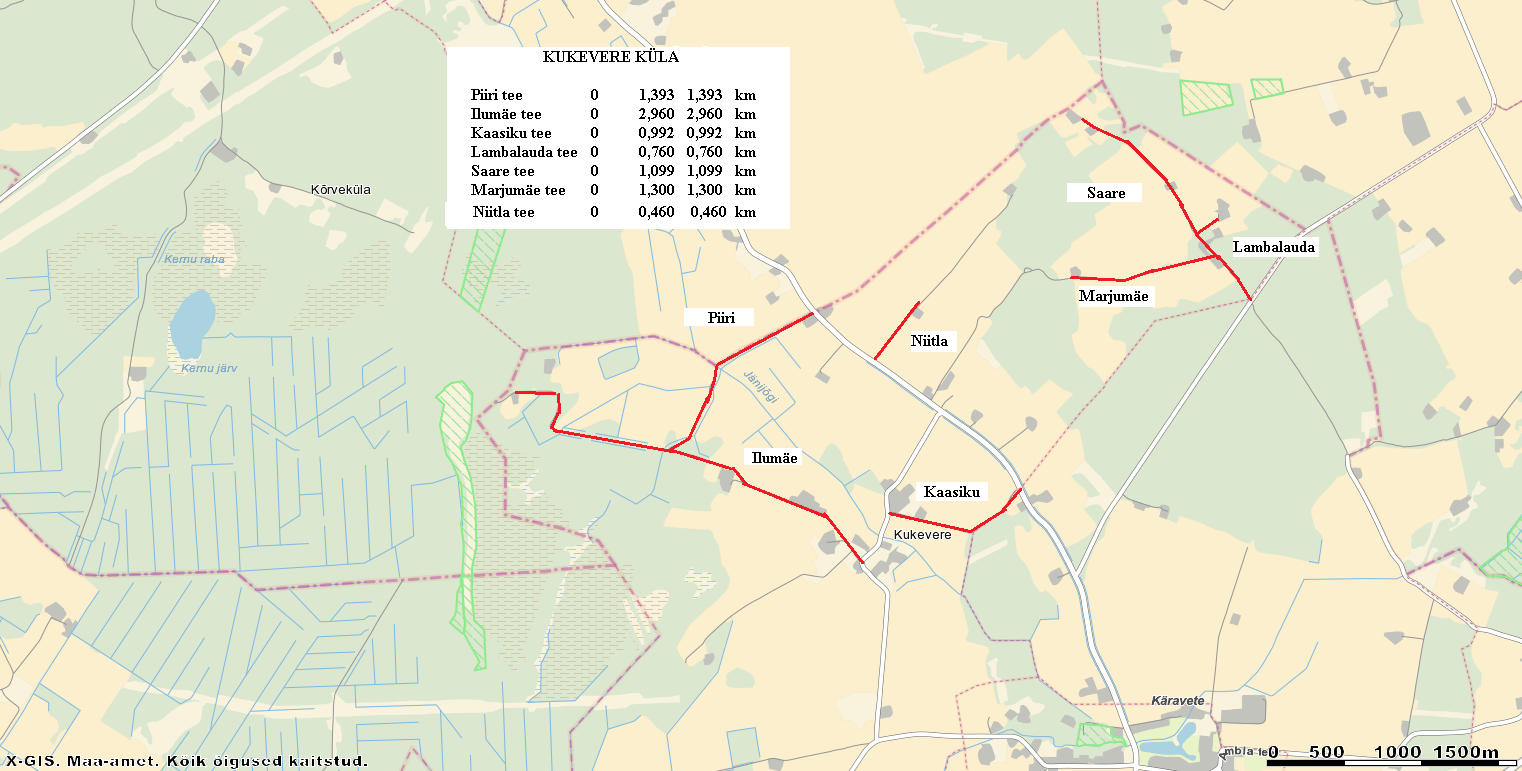 KUKEVERE KÜLA
Piiri tee 0 1,393 1,393 km
Ilumäe tee 0 2,960 2,960 km
Kaasiku tee 0 0,992 0,992 km
Lambalauda tee 0 0,760 0,760 km
Saare tee 0 1,099 1,099 km
Marjumäe tee 0 1,300 1,300 km
Niitla tee 0 0,460 0,460 km
Kõrveküla
Saare
Lambalauda
Kernu raba
Marjumäe
Piiri
Niitla
Kernu järv
Jänijõgi
Ilumäe
Kaasiku
Kukevere
Käravete
Ambla
0 500 1000 1500m
X-GIS. Maa-amet. Kõik õigused kaitstud.